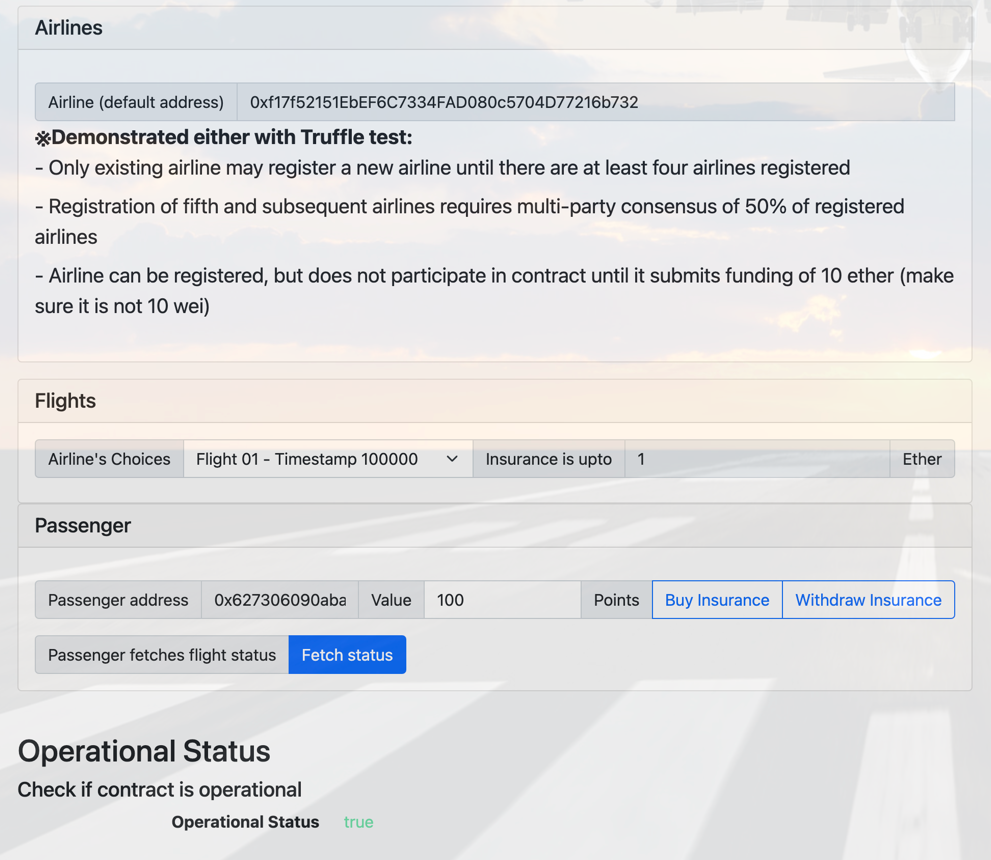 Airlines
Airline (default address) 0xf17f52151EbEF6C7334FAD080c5704D77216b732
※Demonstrated either with Truffle test:
- Only existing airline may register a new airline until there are at least four airlines registered
- Registration of fifth and subsequent airlines requires multi-party consensus of 50% of registered
airlines
- Airline can be registered, but does not participate in contract until it submits funding of 10 ether (make
sure it is not 10 wei)
Flights
Airline's Choices Flight 01 - Timestamp 100000 Insurance is upto 1 Ether
Passenger
Passenger address 0x627306090aba Value 100 Points Buy Insurance Withdraw Insurance
Passenger fetches flight status Fetch status
Operational Status
Check if contract is operational
Operational Status true